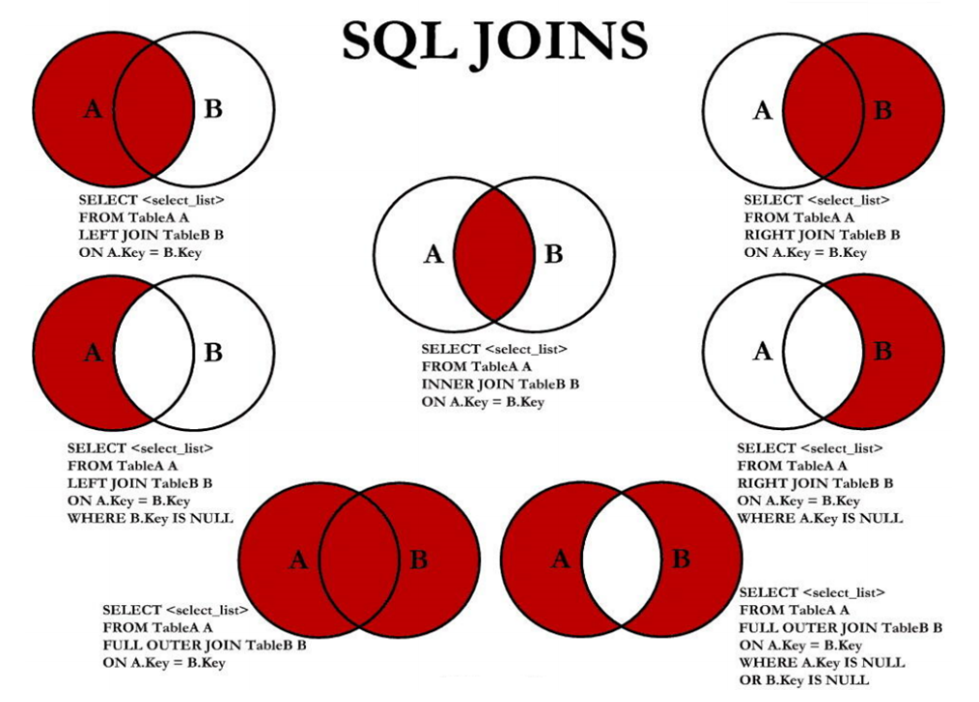 SQL JOINS
A B
SELECT <select_list>
FROM TableA A
LEFT JOIN TableB B
ON A.Key = B.Key
A B
SELECT <select_list>
FROM TableA A
RIGHT JOIN TableB B
ON A.Key = B.Key
A B
SELECT <select_list>
FROM TableA A
INNER JOIN TableB B
ON A.Key = B.Key
A B
SELECT <select_list>
FROM TableA A
LEFT JOIN TableB B
ON A.Key = B.Key
WHERE B.Key IS NULL
A B
SELECT <select_list>
FROM TableA A
RIGHT JOIN TableB B
ON A.Key = B.Key
WHERE A.Key IS NULL
A B
SELECT <select_list>
FROM TableA A
FULL OUTER JOIN TableB B
ON A.Key = B.Key
A B
SELECT <select_list>
FROM TableA A
FULL OUTER JOIN TableB B
ON A.Key = B.Key
WHERE A.Key IS NULL
OR B.Key IS NULL